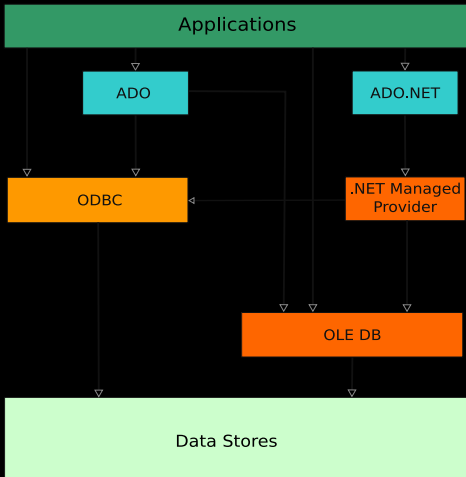 Applications
ADO
ADO.NET
ODBC
.NET Managed
Provider
OLE DB
Data Stores